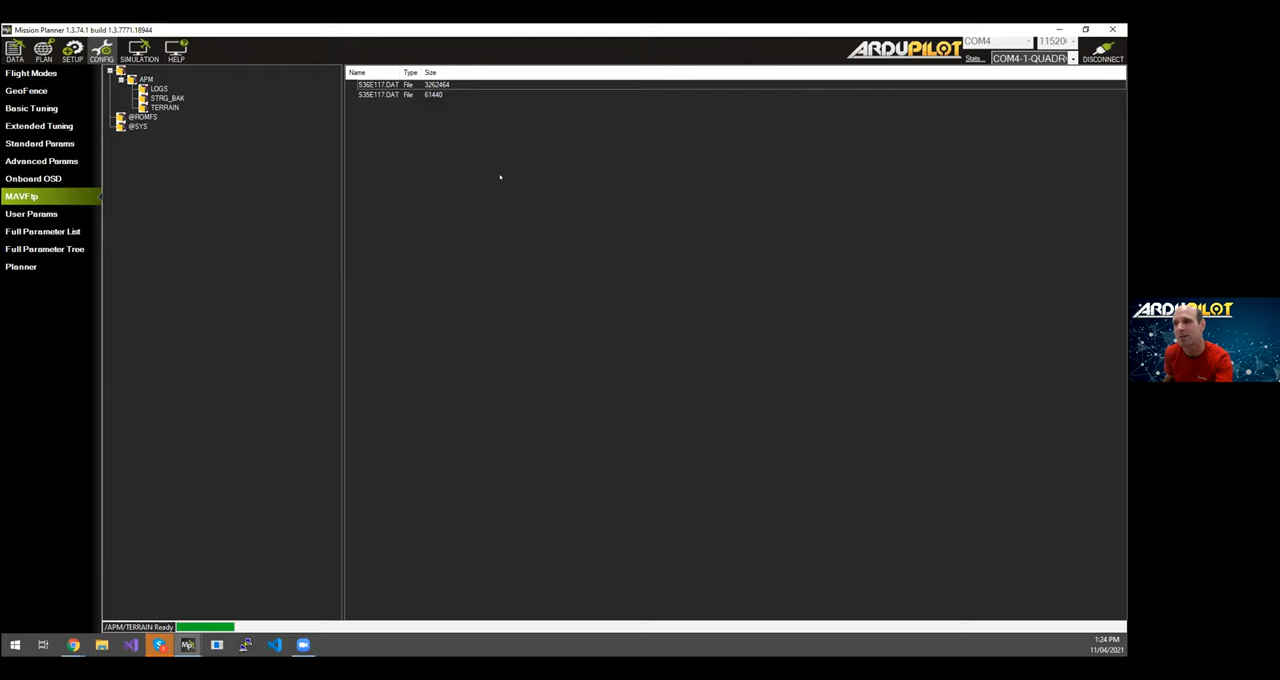 Mission Planner 1.3.74.1 build 1.3.7771.18944
DATA PLAN SETUP CONFIG SIMULATION HELP
ARDUPILOT COM4 11520
Stats... COM4-1-QUADR DISCONNECT
Flight Modes
GeoFence
Basic Tuning
Extended Tuning
Standard Params
Advanced Params
Onboard OSD
MAVFtp
User Params
Full Parameter List
Full Parameter Tree
Planner
APM
LOGS
STRG_BAK
TERRAIN
@ROMFS
@SYS
Name Type Size
S36E117.DAT File 3262464
S35E117.DAT File 61440
ARDUPILOT
/APM/TERRAIN Ready
1:24 PM
11/04/2021